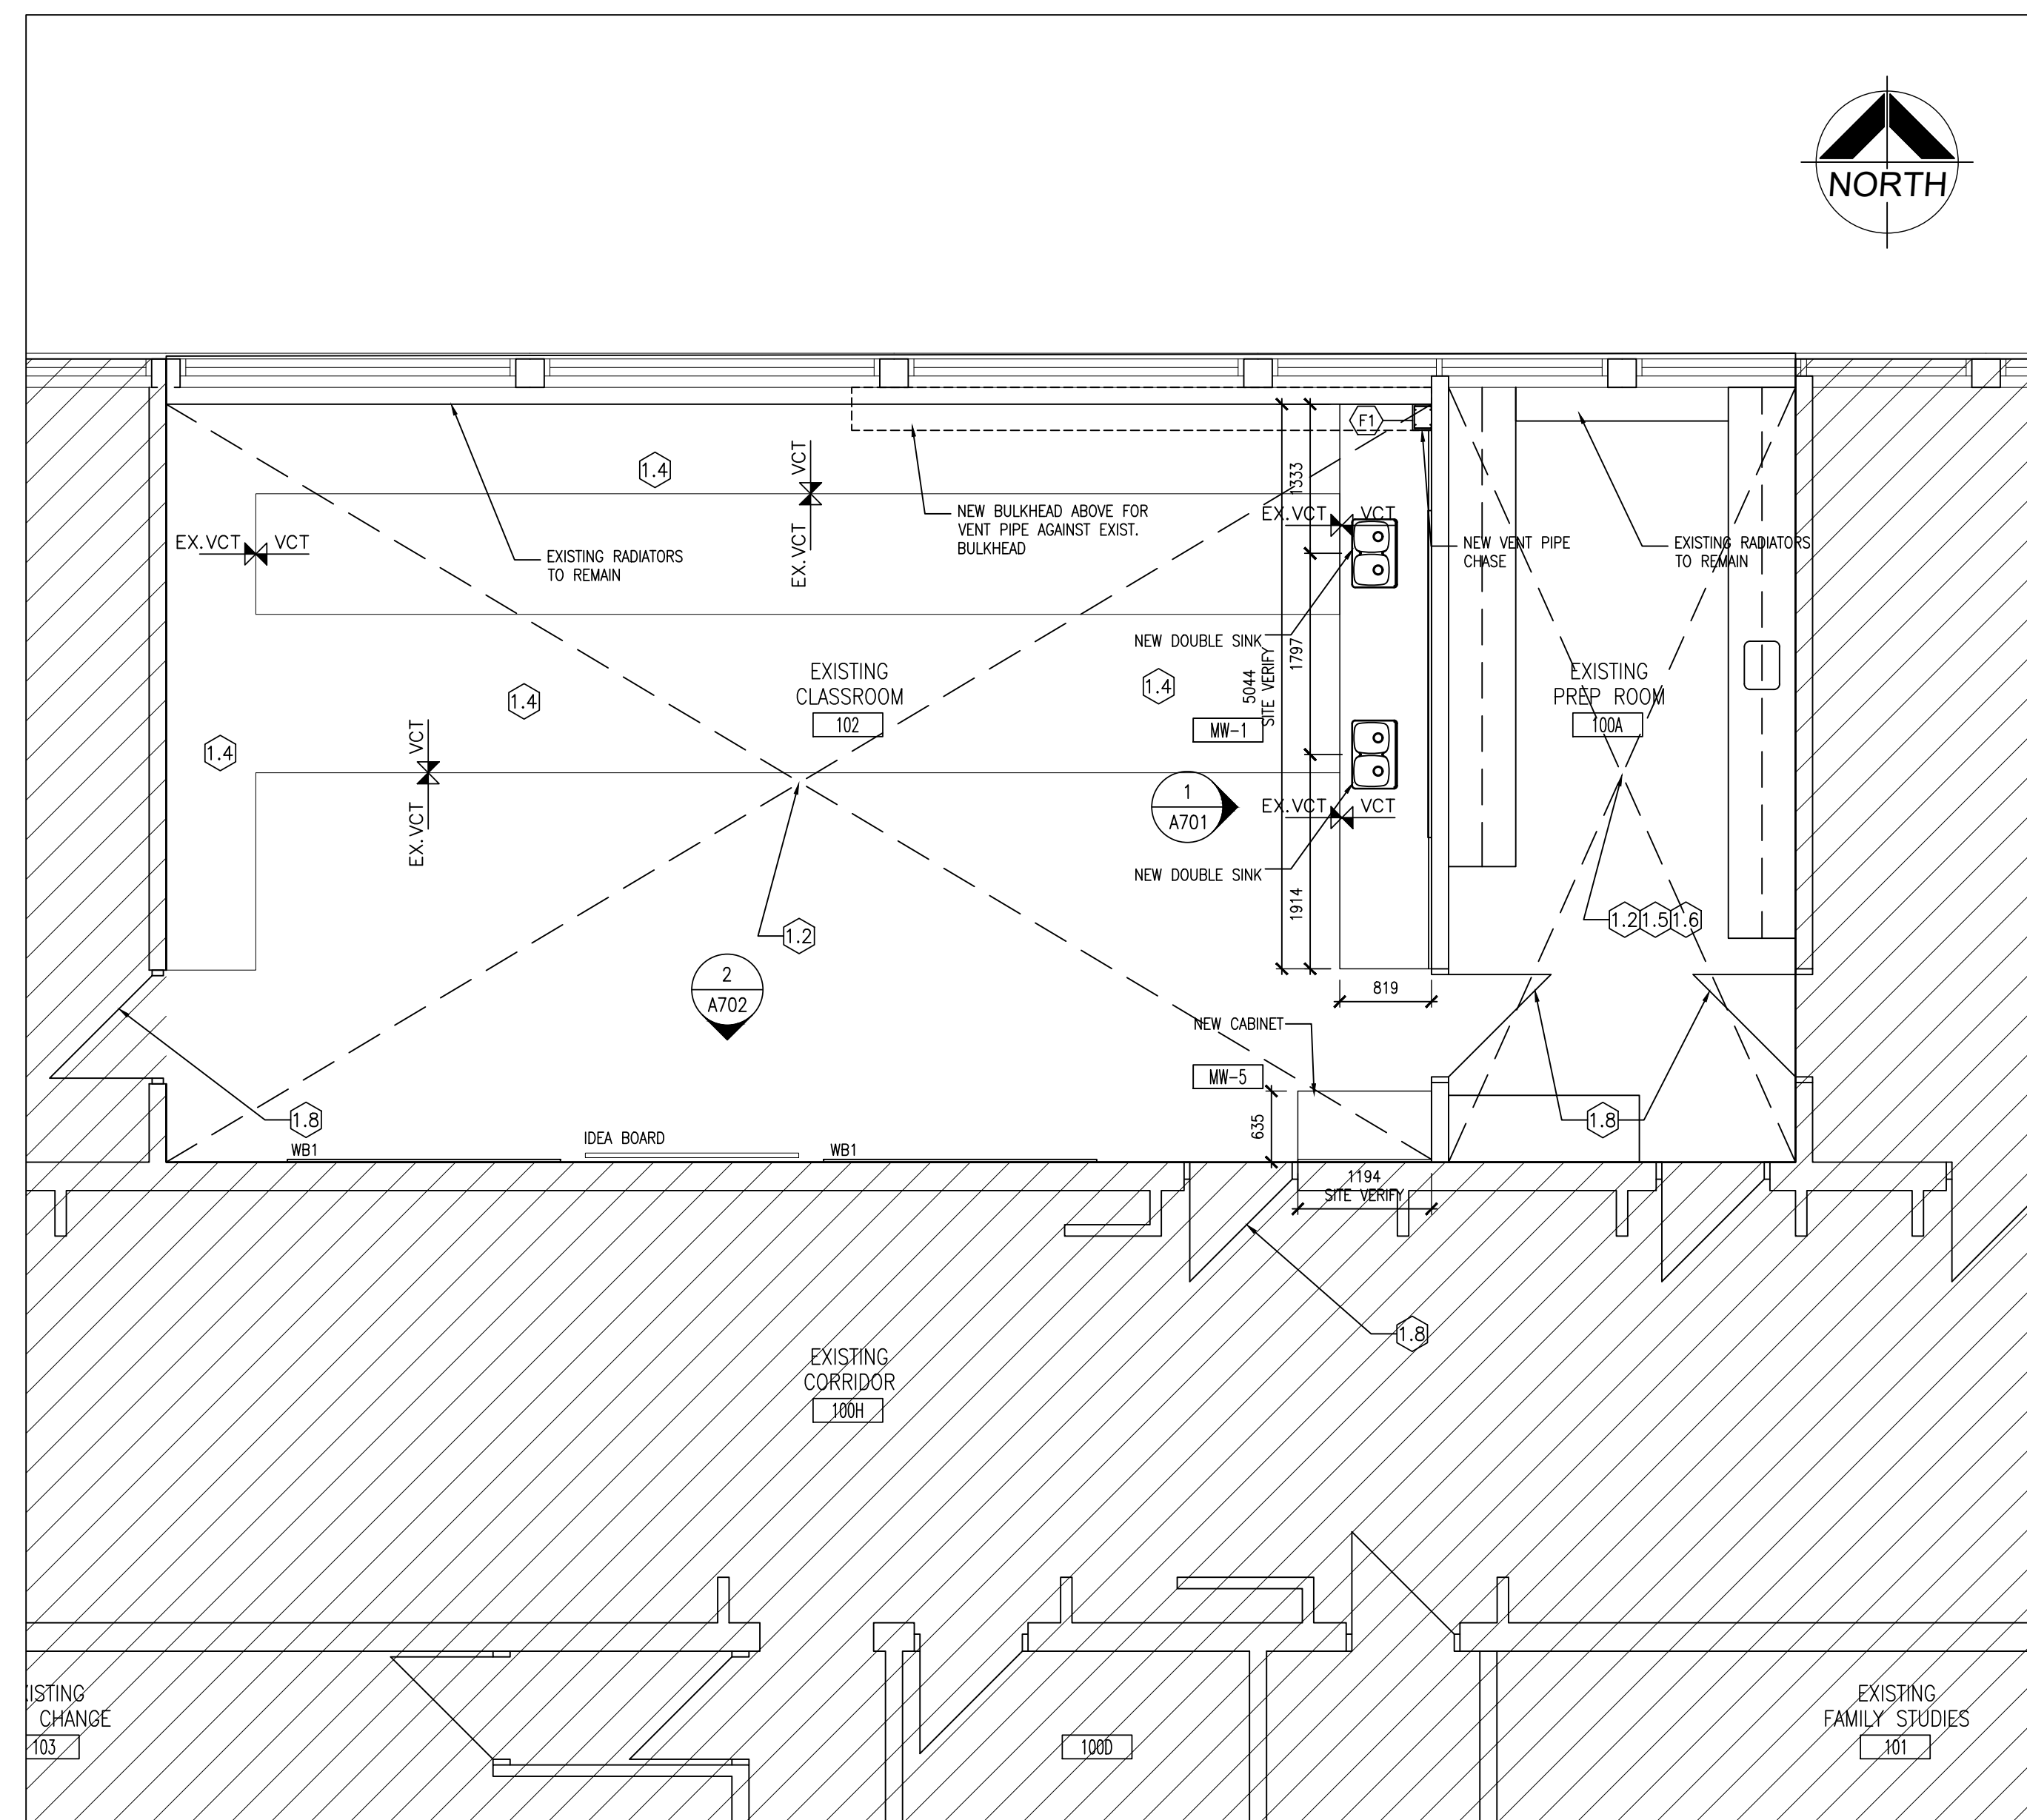 NORTH
F1
VCT
EX.VCT
1.4
1333
EX.VCT VCT
NEW BULKHEAD ABOVE FOR
VENT PIPE AGAINST EXIST.
BULKHEAD
EX.VCT VCT
EXISTING RADIATORS
TO REMAIN
NEW VENT PIPE
CHASE
EXISTING RADIATORS
TO REMAIN
NEW DOUBLE SINK
1797
5044
SITE VERIFY
EXISTING
CLASSROOM
102
1.4
1.4
1.4
MW-1
EXISTING
PREP ROOM
100A
VCT
EX.VCT
1
A701
EX.VCT VCT
NEW DOUBLE SINK
1914
1.2
1.2
1.5
1.6
2
A702
819
NEW CABINET
MW-5
635
1.8
1.8
IDEA BOARD
WB1
WB1
1194
SITE VERIFY
1.8
EXISTING
CORRIDOR
100H
ISTING
CHANGE
103
100D
EXISTING
FAMILY STUDIES
101